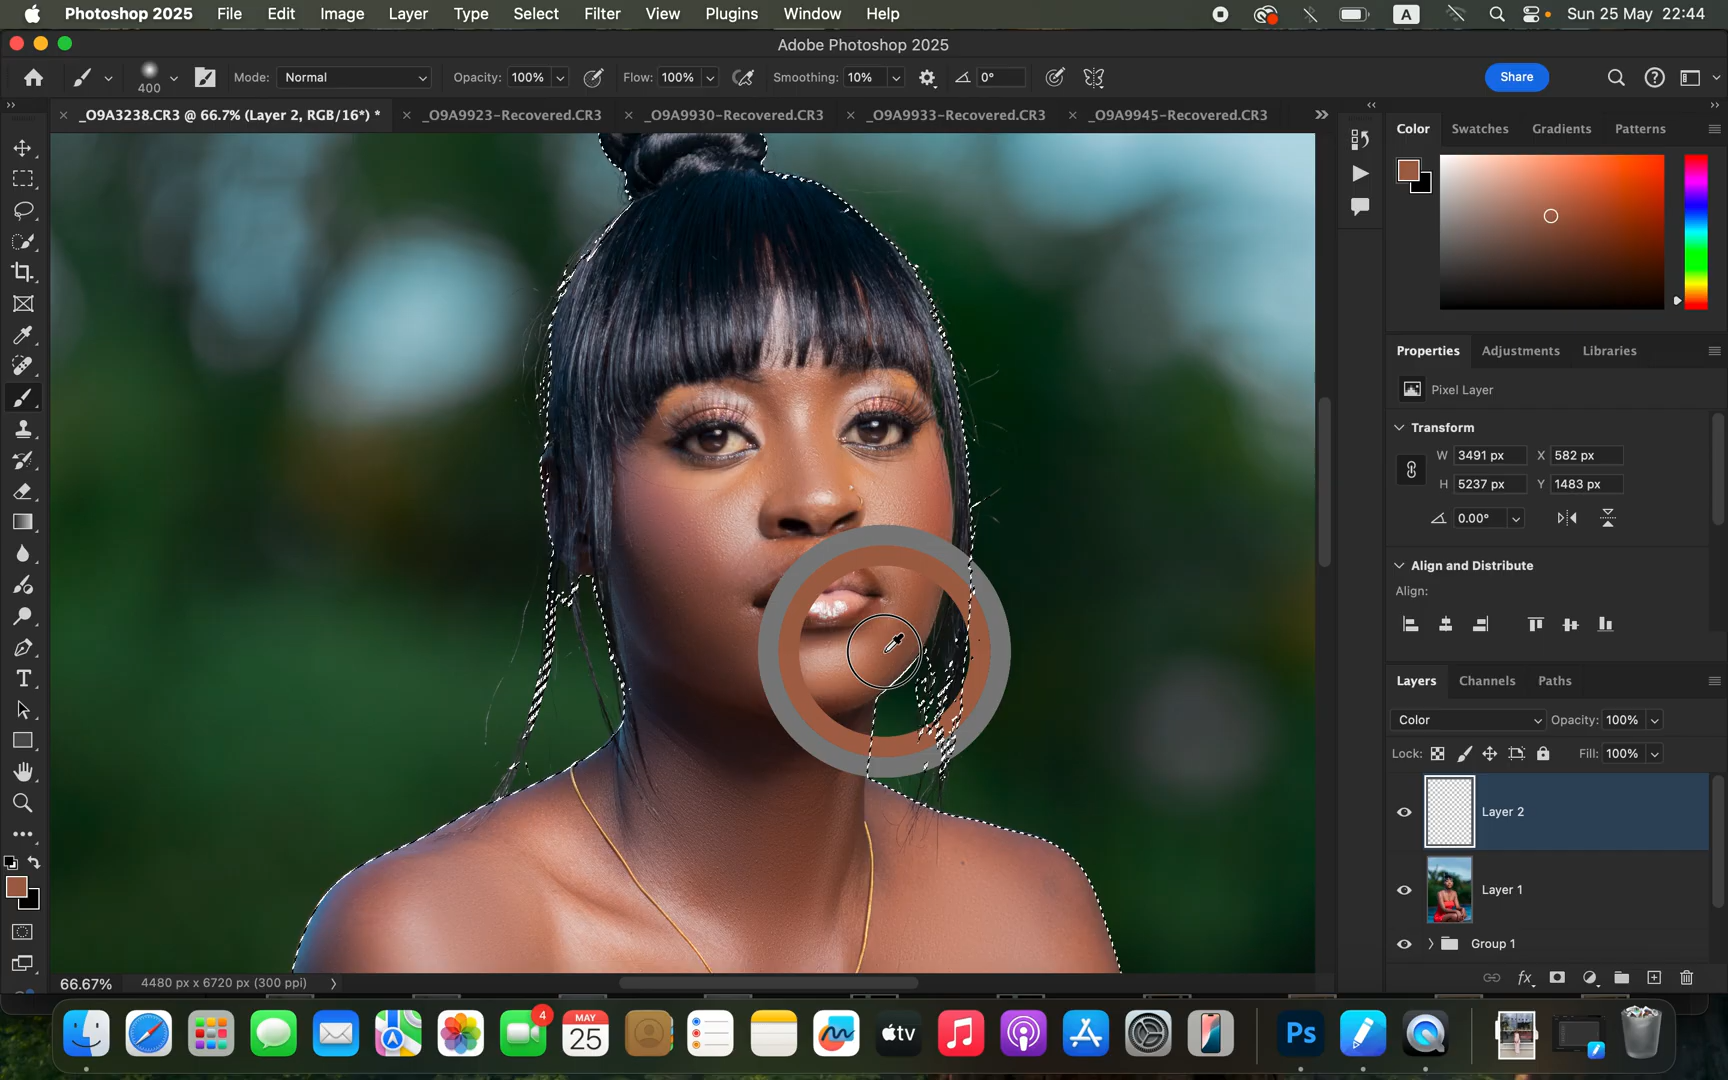 Photoshop 2025 File Edit Image Layer Type Select Filter View Plugins Window Help A Sun 25 May 22:44
Adobe Photoshop 2025
400 Mode: Normal Opacity: 100% Flow: 100% Smoothing: 10% 0° Share
_O9A3238.CR3 @ 66.7% (Layer 2, RGB/16*) * _O9A9923-Recovered.CR3 _O9A9930-Recovered.CR3 _O9A9933-Recovered.CR3 _O9A9945-Recovered.CR3
Color Swatches Gradients Patterns
Properties Adjustments Libraries
Pixel Layer
Transform
W 3491 px X 582 px
H 5237 px Y 1483 px
0.00°
Align and Distribute
Align:
Layers Channels Paths
Color Opacity: 100%
Lock: Fill: 100%
Layer 2
Layer 1
Group 1
66.67% 4480 px x 6720 px (300 ppi)
4
MAY
25
tv
Ps